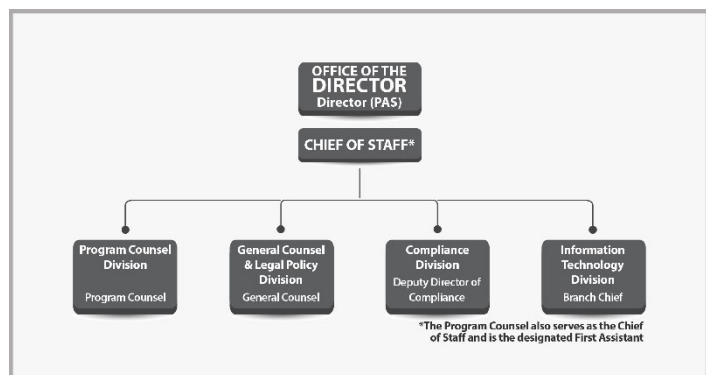 OFFICE OF THE
DIRECTOR
Director (PAS)
CHIEF OF STAFF*
Program Counsel
Division
Program Counsel
General Counsel
& Legal Policy
Division
General Counsel
Compliance
Division
Deputy Director of
Compliance
Information
Technology
Division
Branch Chief
*The Program Counsel also serves as the Chief
of Staff and is the designated First Assistant